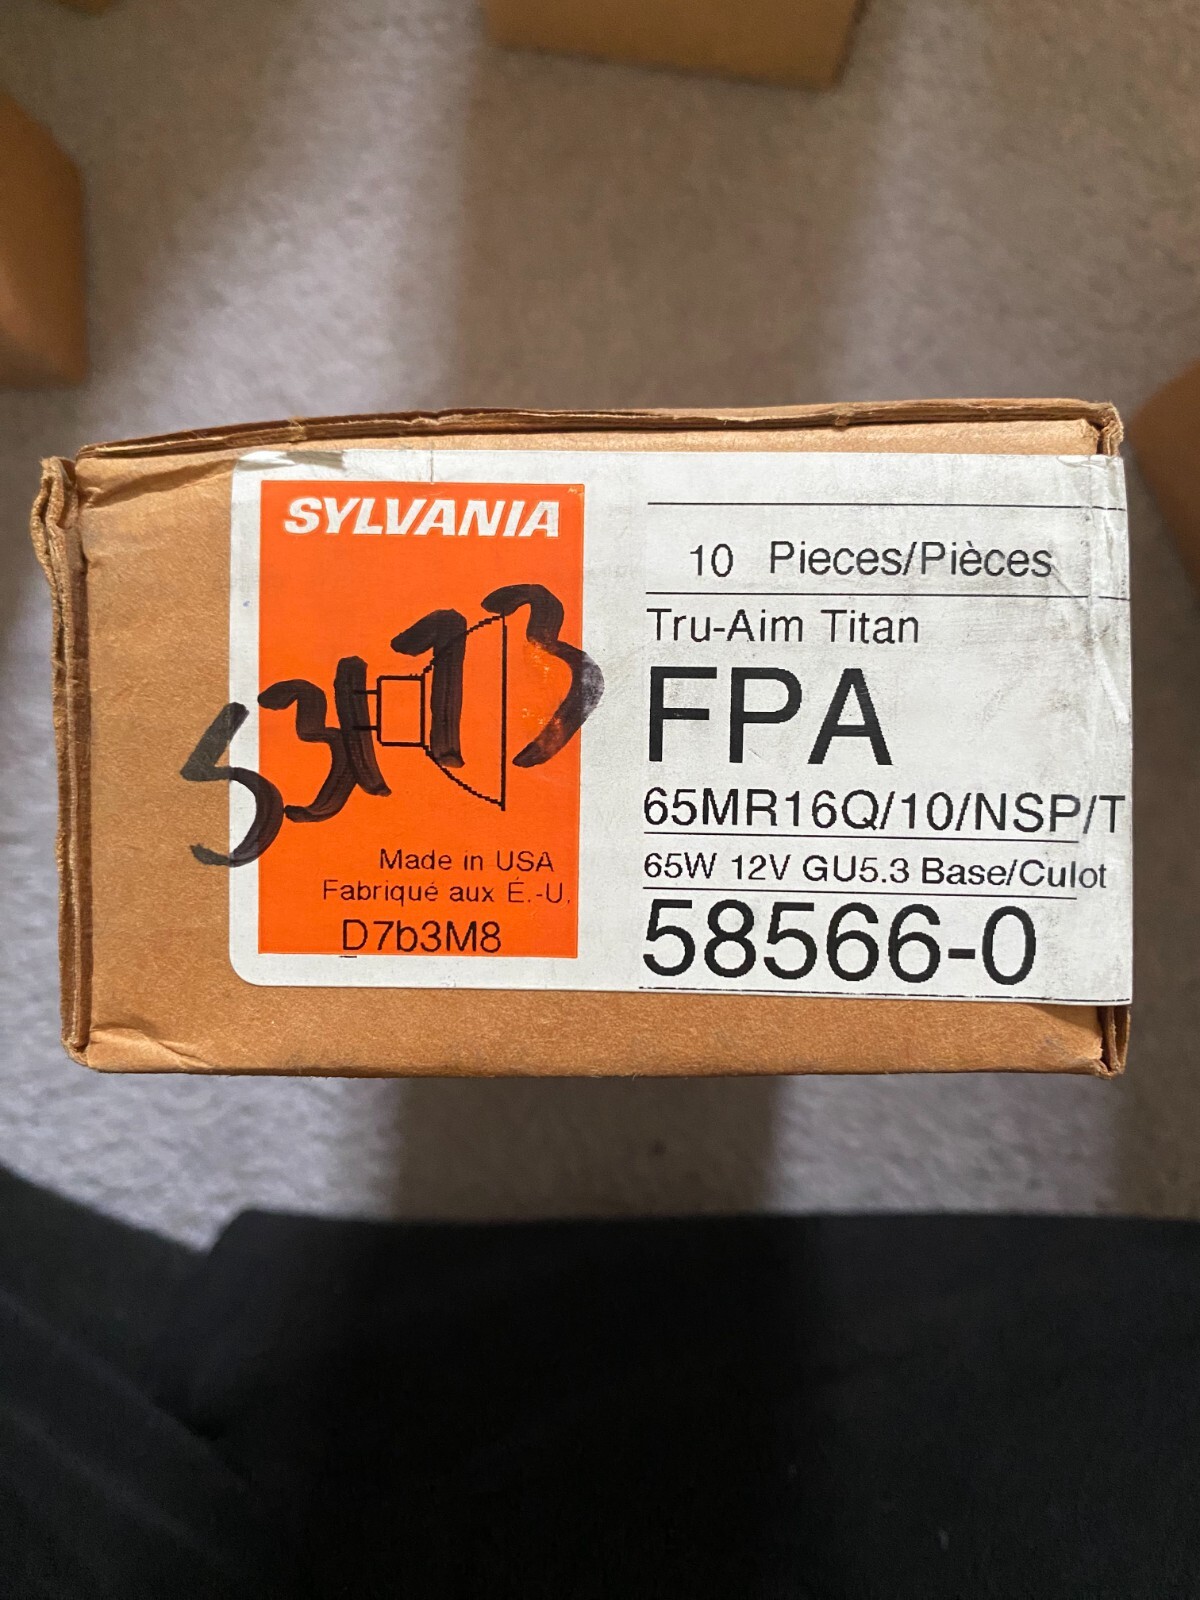 SYLVANIA
Made in USA
Fabriqué aux É.-U.
D7b3M8
10 Pieces/Pièces
Tru-Aim Titan
FPA
65MR16Q/10/NSP/T
65W 12V GU5.3 Base/Culot
58566-0